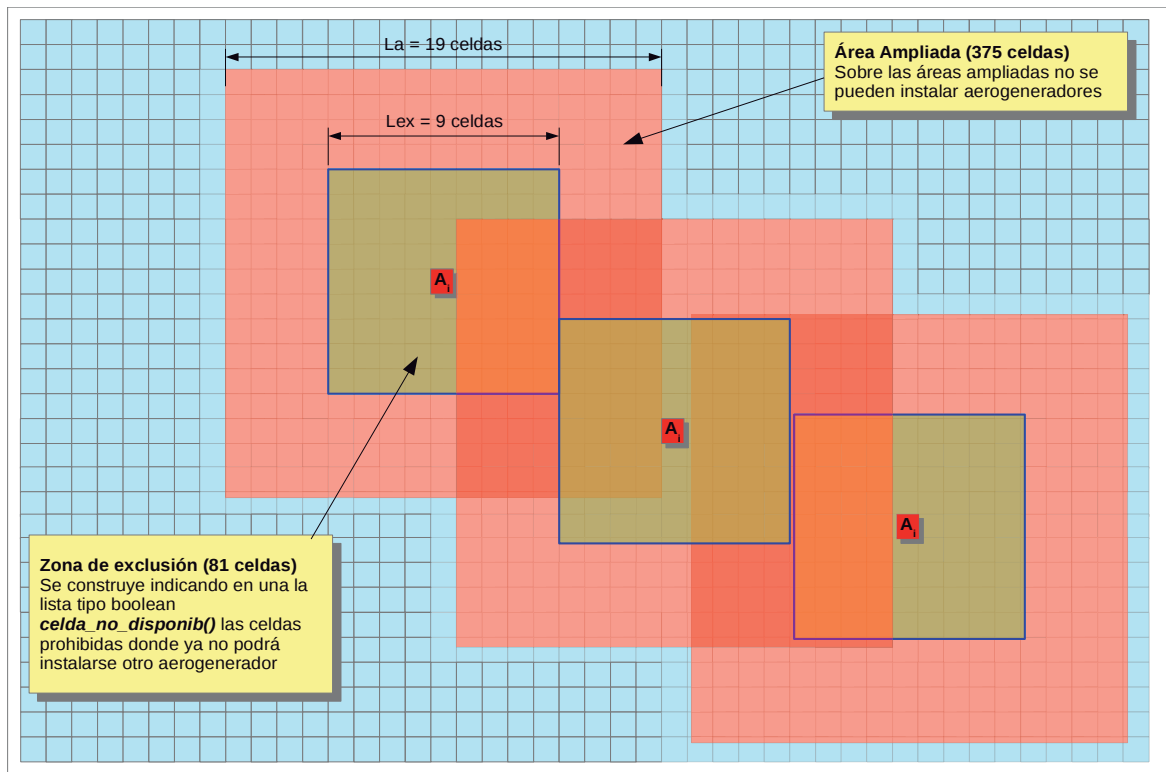 La = 19 celdas
Área Ampliada (375 celdas)
Sobre las áreas ampliadas no se
pueden instalar aerogeneradores
Lex = 9 celdas
Ai
Ai
Ai
Zona de exclusión (81 celdas)
Se construye indicando en una la
lista tipo boolean
celda_no_disponib() las celdas
prohibidas donde ya no podrá
instalarse otro aerogenerador